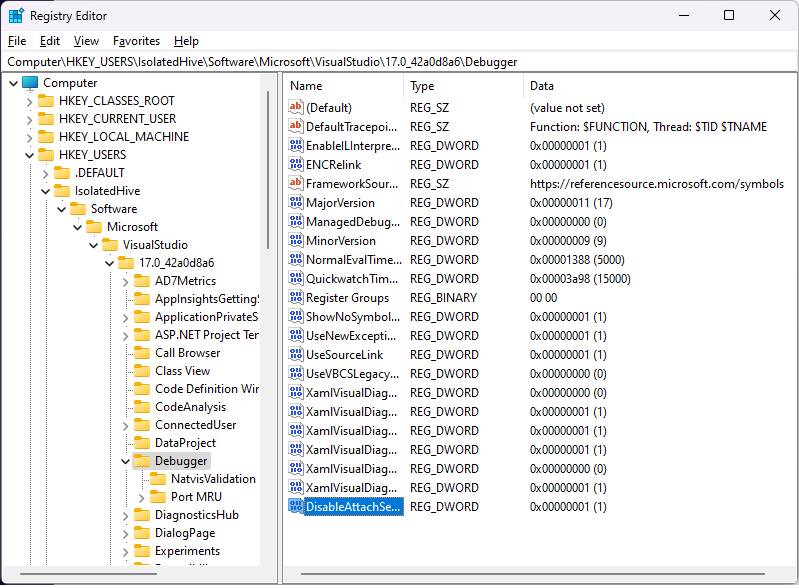 Registry Editor
File Edit View Favorites Help
Computer\HKEY_USERS\IsolatedHive\Software\Microsoft\VisualStudio\17.0_42a0d8a6\Debugger
Computer
HKEY_CLASSES_ROOT
HKEY_CURRENT_USER
HKEY_LOCAL_MACHINE
HKEY_USERS
.DEFAULT
IsolatedHive
Software
Microsoft
VisualStudio
17.0_42a0d8a6
AD7Metrics
AppInsightsGettingS
ApplicationPrivateS
ASP.NET Project Ter
Call Browser
Class View
Code Definition Wir
CodeAnalysis
ConnectedUser
DataProject
Debugger
NatvisValidation
Port MRU
DiagnosticsHub
DialogPage
Experiments
Name Type Data
(Default) REG_SZ (value not set)
DefaultTracepoi... REG_SZ Function: $FUNCTION, Thread: $TID $TNAME
EnableILInterpre... REG_DWORD 0x00000001 (1)
ENCRelink REG_DWORD 0x00000001 (1)
FrameworkSour... REG_SZ https://referencesource.microsoft.com/symbols
MajorVersion REG_DWORD 0x00000011 (17)
ManagedDebug... REG_DWORD 0x00000000 (0)
MinorVersion REG_DWORD 0x00000009 (9)
NormalEvalTime... REG_DWORD 0x00001388 (5000)
QuickwatchTim... REG_DWORD 0x00003a98 (15000)
Register Groups REG_BINARY 00 00
ShowNoSymbol... REG_DWORD 0x00000001 (1)
UseNewExcepti... REG_DWORD 0x00000001 (1)
UseSourceLink REG_DWORD 0x00000001 (1)
UseVBCSLegacy... REG_DWORD 0x00000000 (0)
XamlVisualDiag... REG_DWORD 0x00000000 (0)
XamlVisualDiag... REG_DWORD 0x00000001 (1)
XamlVisualDiag... REG_DWORD 0x00000001 (1)
XamlVisualDiag... REG_DWORD 0x00000001 (1)
XamlVisualDiag... REG_DWORD 0x00000000 (0)
XamlVisualDiag... REG_DWORD 0x00000001 (1)
DisableAttachSe... REG_DWORD 0x00000001 (1)